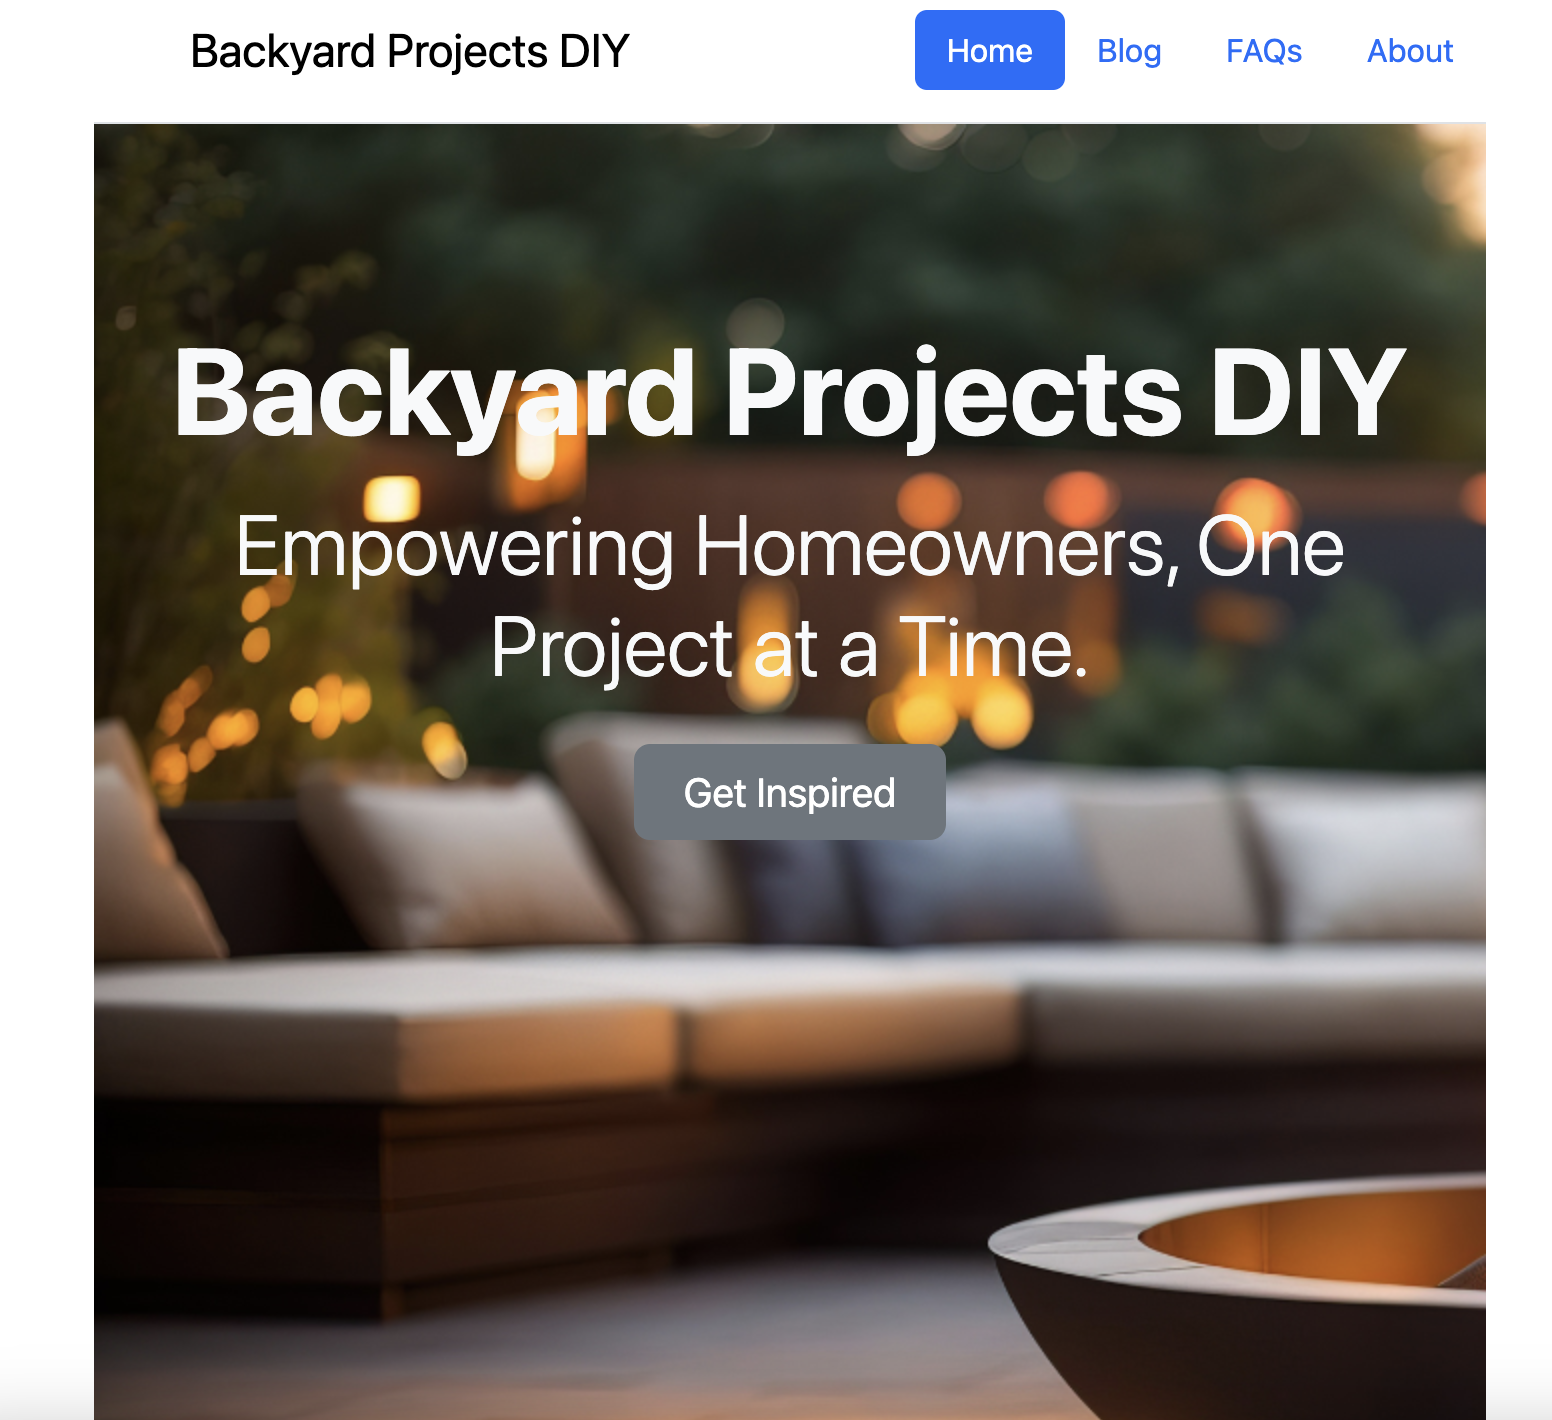 Backyard Projects DIY
Home Blog FAQs About
Backyard Projects DIY
Empowering Homeowners, One
Project at a Time.
Get Inspired